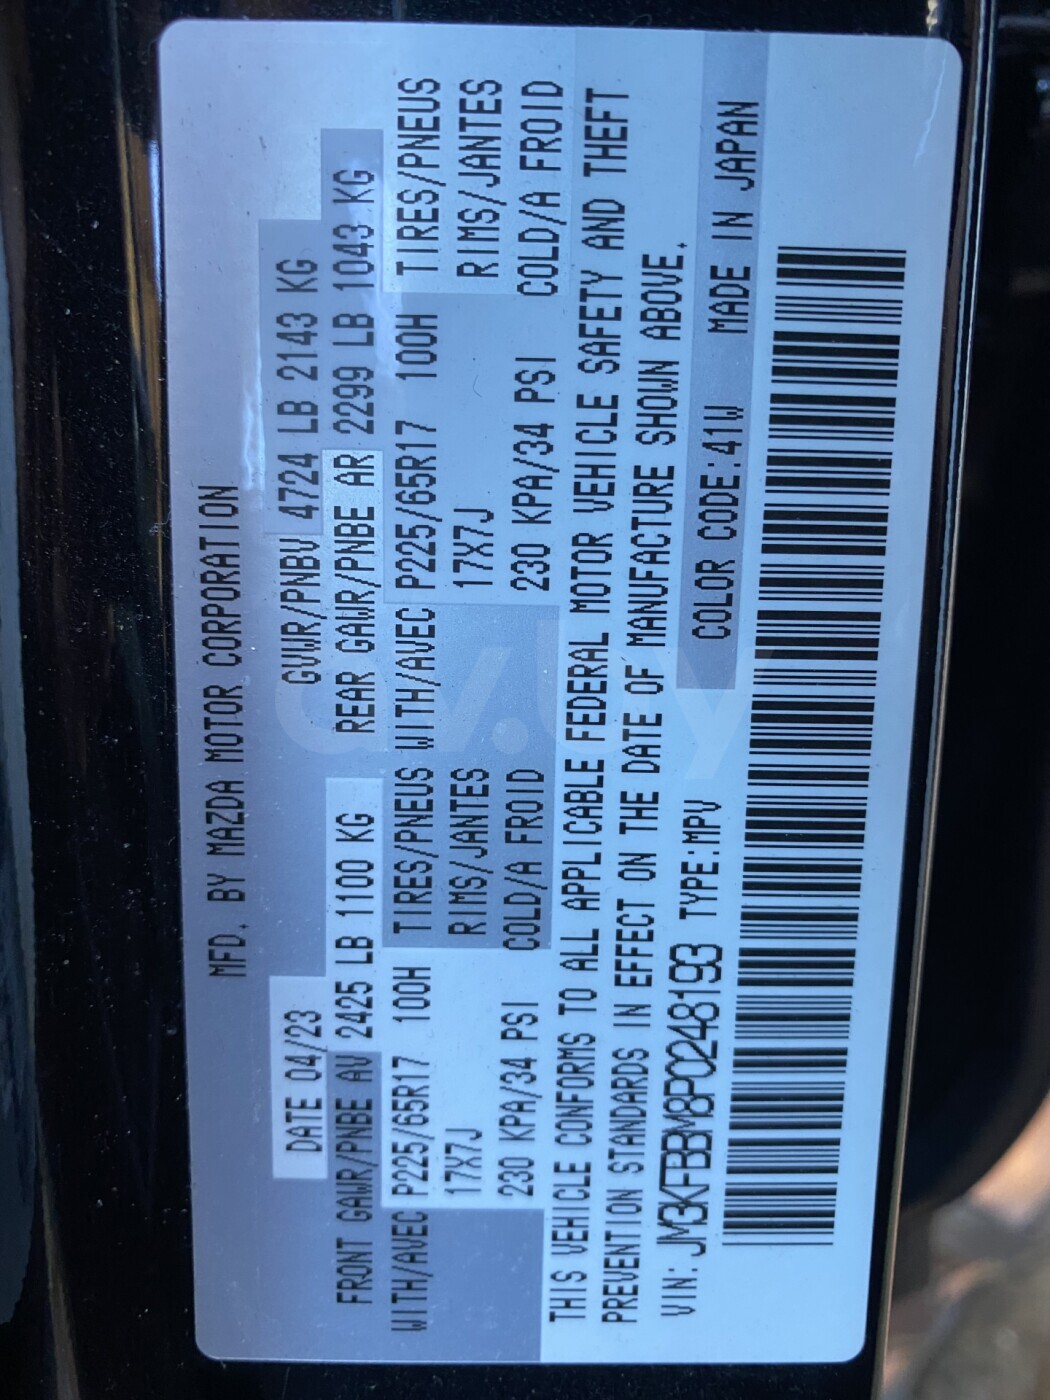 MFD. BY MAZDA MOTOR CORPORATION
DATE 04/23 GVWR/PNBV 4724 LB 2143 KG
FRONT GAWR/PNBE AV 2425 LB 1100 KG REAR GAWR/PNBE AR 2299 LB 1043 KG
WITH/AVEC P225/65R17 100H TIRES/PNEUS WITH/AVEC P225/65R17 100H TIRES/PNEUS
17X7J RIMS/JANTES 17X7J RIMS/JANTES
230 KPA/34 PSI COLD/A FROID 230 KPA/34 PSI COLD/A FROID
THIS VEHICLE CONFORMS TO ALL APPLICABLE FEDERAL MOTOR VEHICLE SAFETY AND THEFT
PREVENTION STANDARDS IN EFFECT ON THE DATE OF MANUFACTURE SHOWN ABOVE.
VIN: JM3KFBBM8P0248193 TYPE:MPV COLOR CODE:41W MADE IN JAPAN
av.by